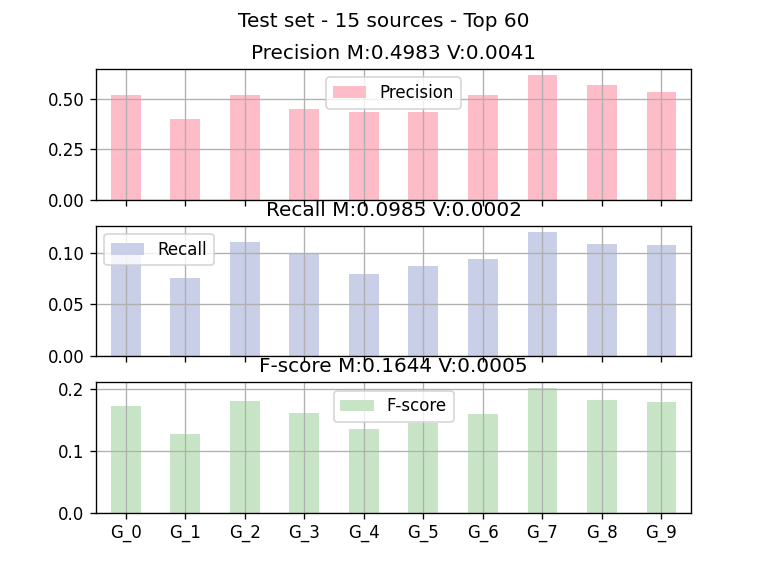 Test set - 15 sources - Top 60
Precision M:0.4983 V:0.0041
0.50
0.25
0.00
Precision
Recall M:0.0985 V:0.0002
0.10
0.05
0.00
Recall
F-score M:0.1644 V:0.0005
0.2
0.1
0.0
F-score
G_0 G_1 G_2 G_3 G_4 G_5 G_6 G_7 G_8 G_9